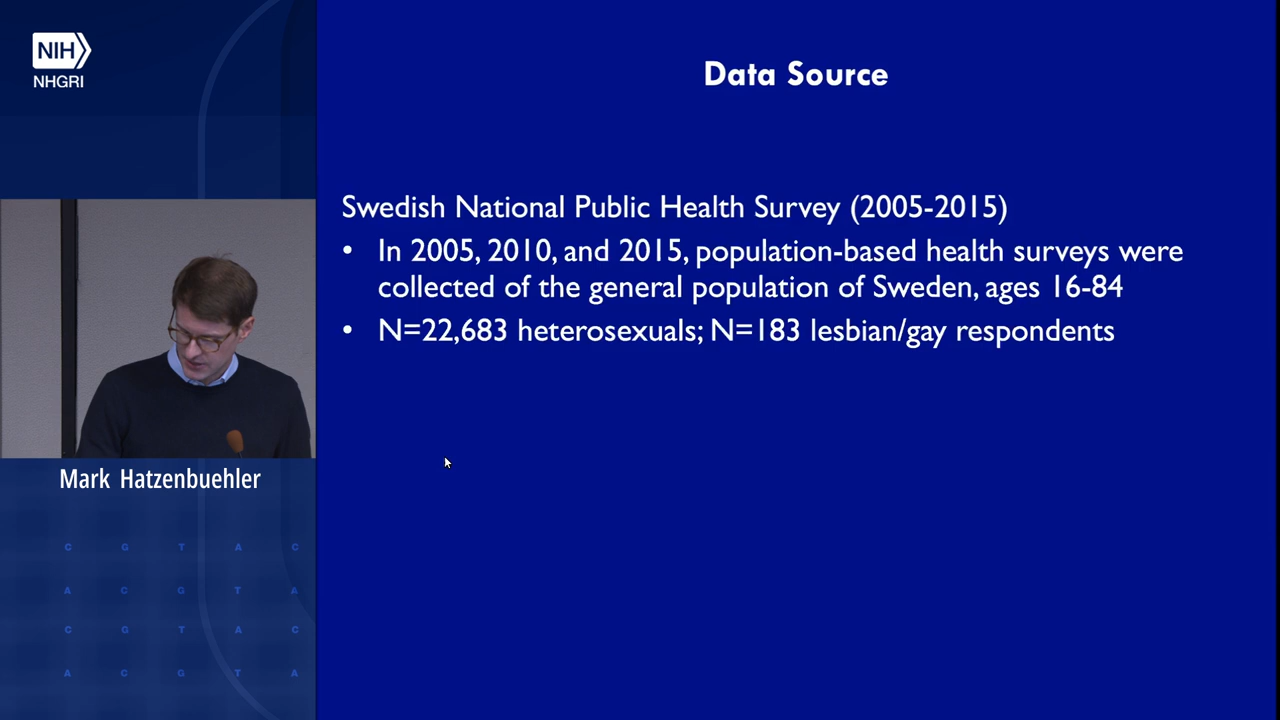 NIH
NHGRI
Data Source
Swedish National Public Health Survey (2005-2015)
• In 2005, 2010, and 2015, population-based health surveys were
collected of the general population of Sweden, ages 16-84
• N=22,683 heterosexuals; N=183 lesbian/gay respondents
Mark Hatzenbuehler
C G T A C
A C G T A
C G T A C
A C G T A